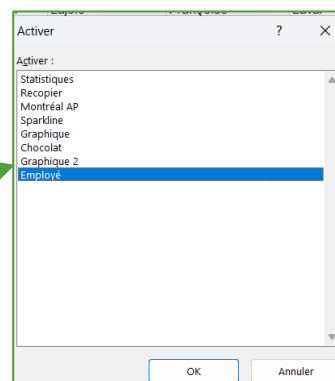 Activer ? ×
Activer :
Statistiques
Recopier
Montréal AP
Sparkline
Graphique
Chocolat
Graphique 2
Employé
OK Annuler